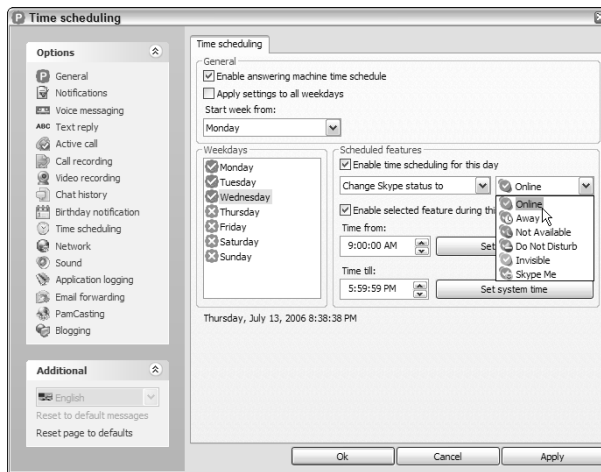 Time scheduling
Options
General
Notifications
Voice messaging
ABC Text reply
Active call
Call recording
Video recording
Chat history
Birthday notification
Time scheduling
Network
Sound
Application logging
Email forwarding
PamCasting
Blogging
Additional
English
Reset to default messages
Reset page to defaults
Time scheduling
General
Enable answering machine time schedule
Apply settings to all weekdays
Start week from:
Monday
Weekdays
Monday
Tuesday
Wednesday
Thursday
Friday
Saturday
Sunday
Scheduled features
Enable time scheduling for this day
Change Skype status to
Online
Online
Away
Not Available
Do Not Disturb
Invisible
Skype Me
Enable selected feature during
Time from:
9:00:00 AM
Set
Time till:
5:59:59 PM
Set system time
Thursday, July 13, 2006 8:38:38 PM
Ok
Cancel
Apply